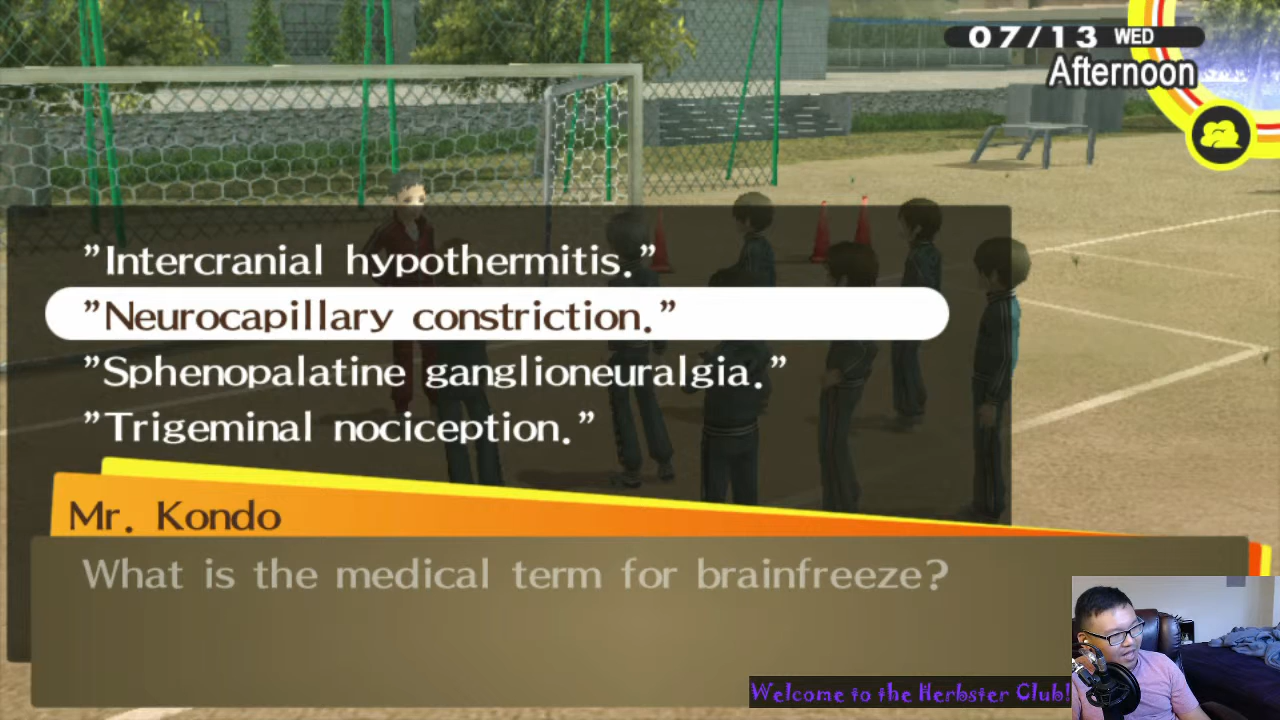 07/13 WED
Afternoon
"Intercranial hypothermitis."
"Neurocapillary constriction."
"Sphenopalatine ganglioneuralgia."
"Trigeminal nociception."
Mr. Kondo
What is the medical term for brainfreeze?
Welcome to the Herbster Club!